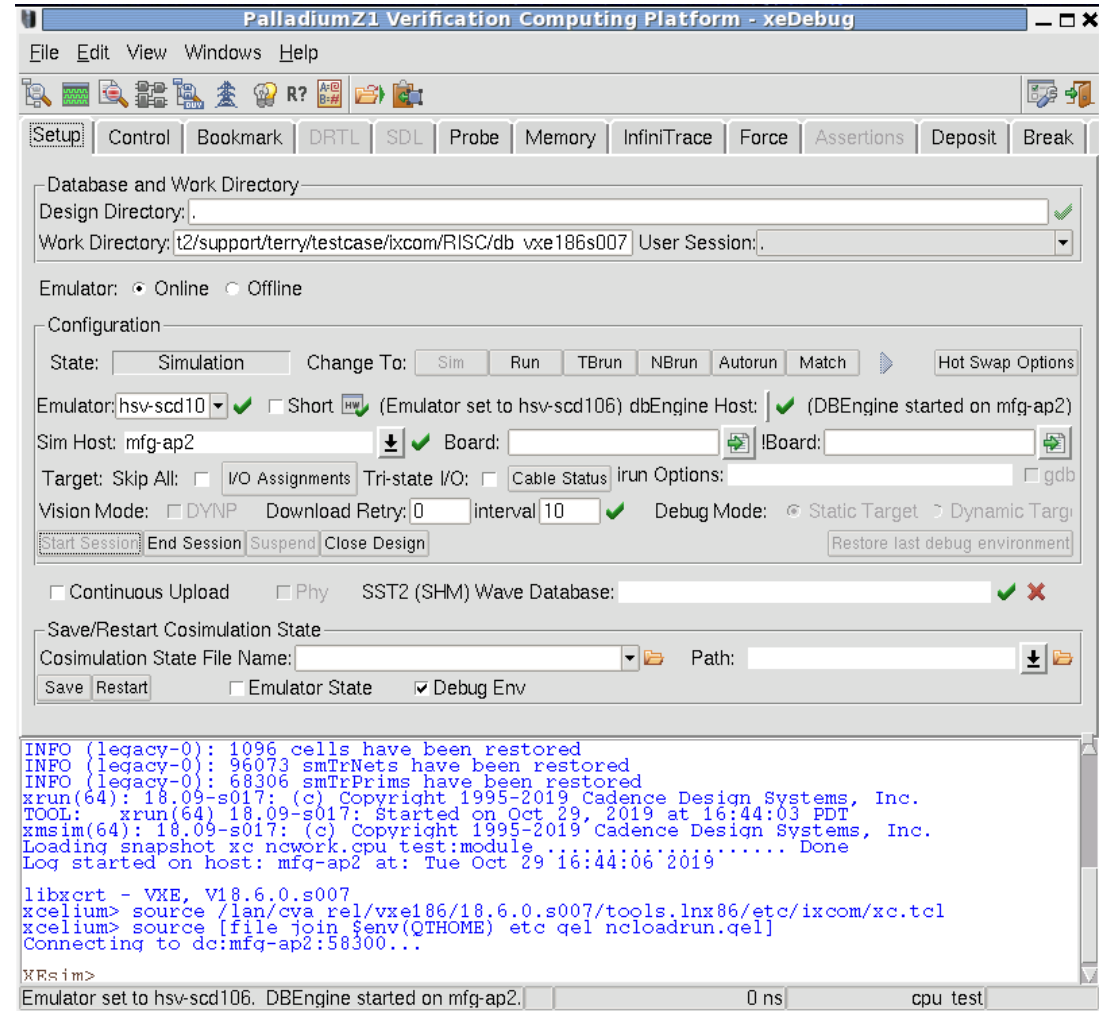 PalladiumZ1 Verification Computing Platform - xeDebug
File Edit View Windows Help
R? A=@ B=#
Setup Control Bookmark DRTL SDL Probe Memory InfiniTrace Force Assertions Deposit Break
Database and Work Directory
Design Directory: .
Work Directory: t2/support/terry/testcase/ixcom/RISC/db_vxe186s007 User Session: .
Emulator: Online Offline
Configuration
State: Simulation Change To: Sim Run TBrun NBrun Autorun Match Hot Swap Options
Emulator: hsv-scd10 Short HW (Emulator set to hsv-scd106) dbEngine Host: (DBEngine started on mfg-ap2)
Sim Host: mfg-ap2 Board: !Board:
Target: Skip All: I/O Assignments Tri-state I/O: Cable Status irun Options: gdb
Vision Mode: DYNP Download Retry: 0 interval 10 Debug Mode: Static Target Dynamic Targ
Start Session End Session Suspend Close Design Restore last debug environment
Continuous Upload Phy SST2 (SHM) Wave Database:
Save/Restart Cosimulation State
Cosimulation State File Name: Path:
Save Restart Emulator State Debug Env
INFO (legacy-0): 1096 cells have been restored
INFO (legacy-0): 96073 smTrNets have been restored
INFO (legacy-0): 68306 smTrPrims have been restored
xrun(64): 18.09-s017: (c) Copyright 1995-2019 Cadence Design Systems, Inc.
TOOL: xrun(64) 18.09-s017: Started on Oct 29, 2019 at 16:44:03 PDT
xmsim(64): 18.09-s017: (c) Copyright 1995-2019 Cadence Design Systems, Inc.
Loading snapshot xc_ncwork.cpu_test:module .................... Done
Log started on host: mfg-ap2 at: Tue Oct 29 16:44:06 2019
libxcrt - VXE, V18.6.0.s007
xcelium> source /lan/cva_rel/vxe186/18.6.0.s007/tools.lnx86/etc/ixcom/xc.tcl
xcelium> source [file join $env(QTHOME) etc qel ncloadrun.qel]
Connecting to dc:mfg-ap2:58300...
XEsim>
Emulator set to hsv-scd106. DBEngine started on mfg-ap2. 0 ns cpu_test